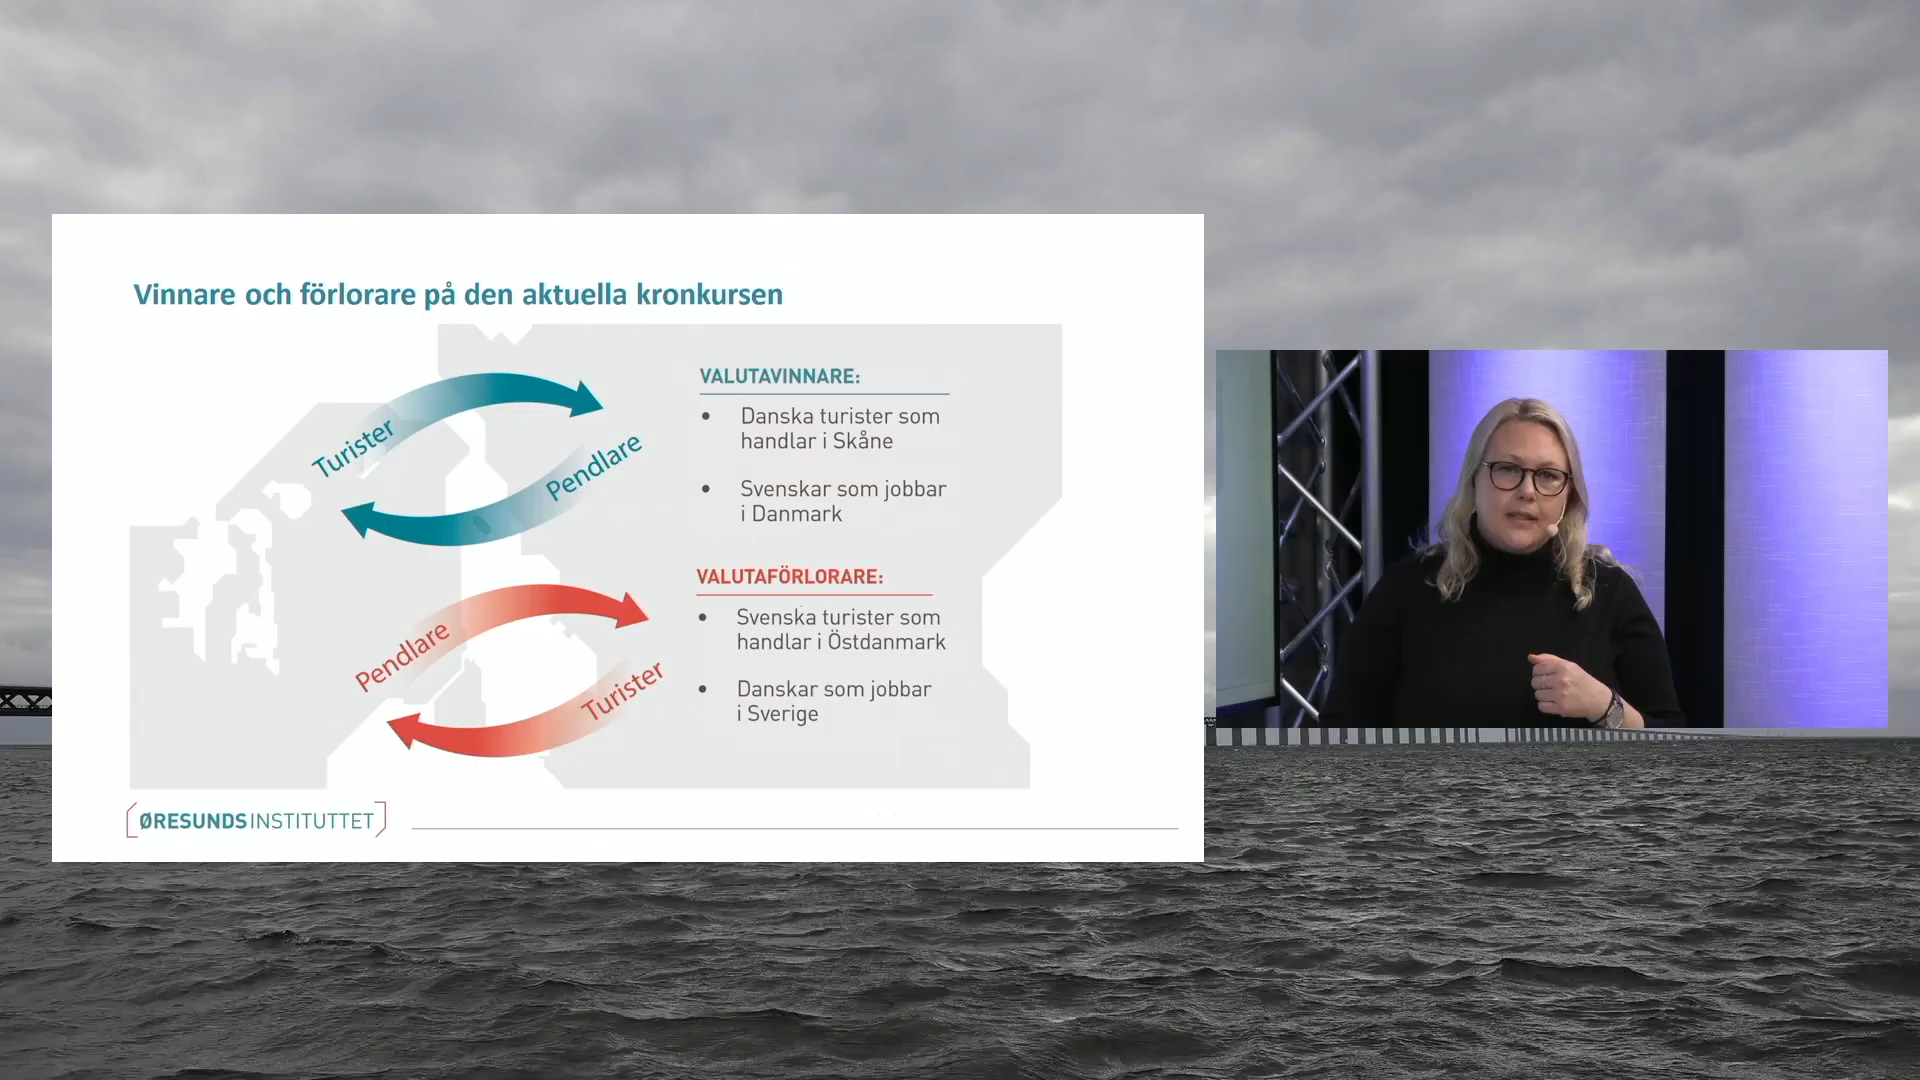 Vinnare och förlorare på den aktuella kronkursen
Turister
Pendlare
VALUTAVINNARE:
• Danska turister som
handlar i Skåne
• Svenskar som jobbar
i Danmark
Pendlare
Turister
VALUTAFÖRLORARE:
• Svenska turister som
handlar i Östdanmark
• Danskar som jobbar
i Sverige
ØRESUNDSINSTITUTTET